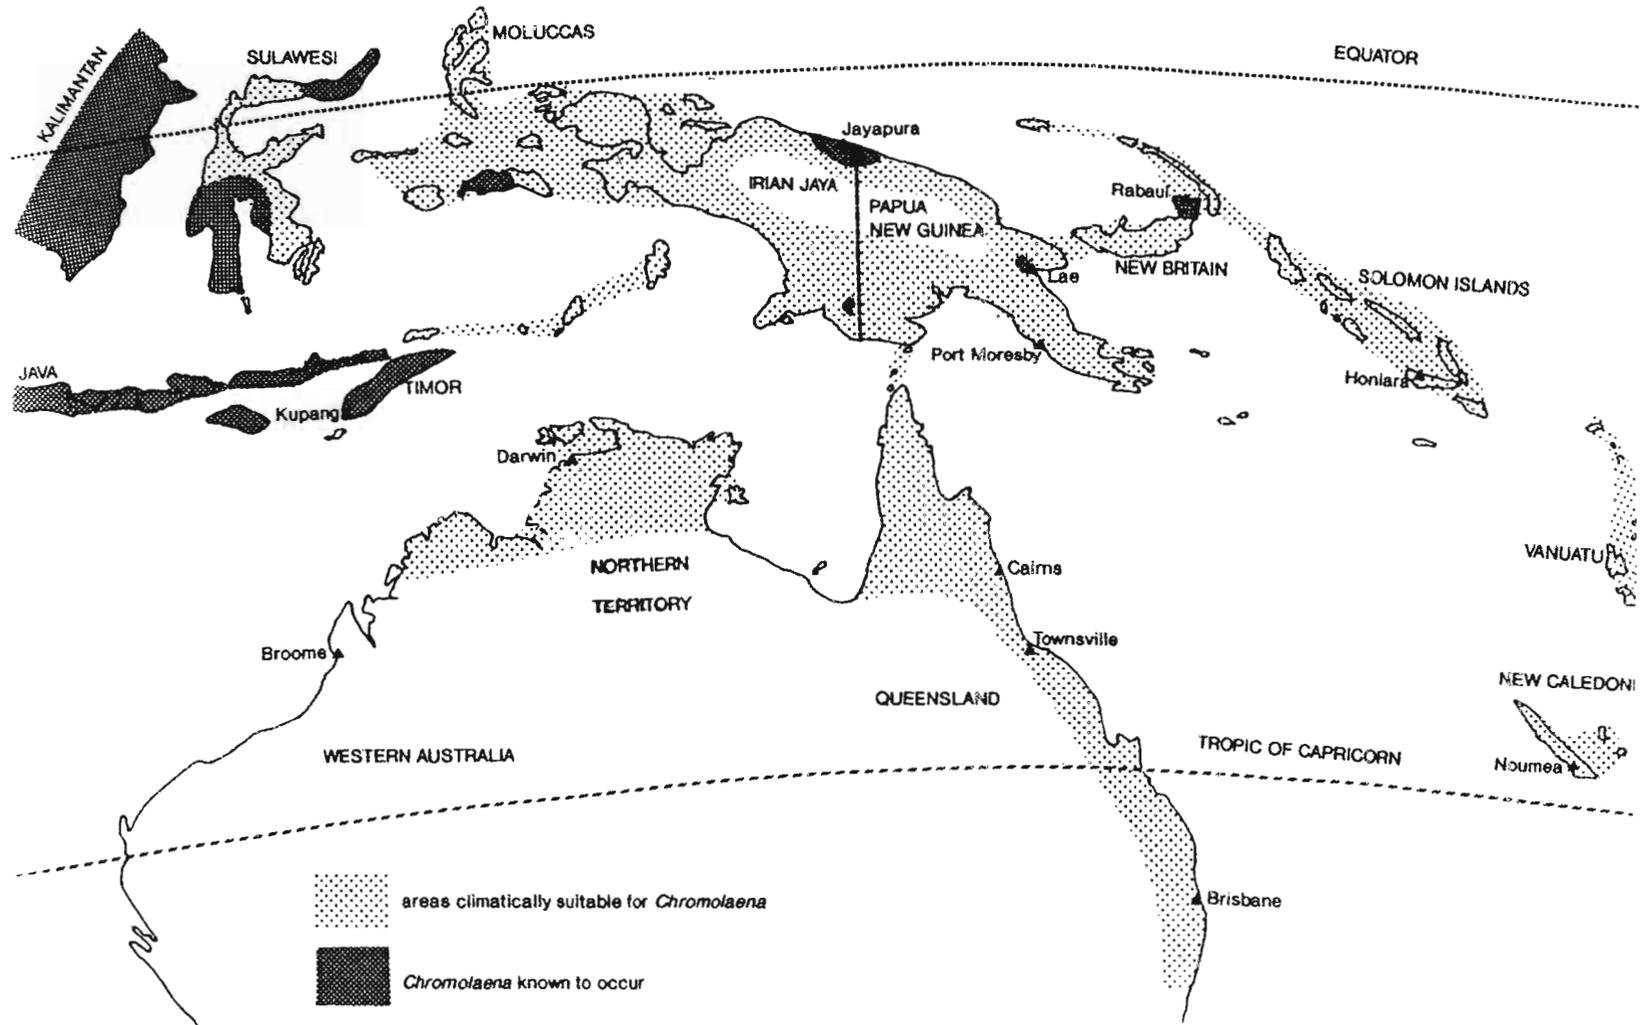 MOLUCCAS
EQUATOR
SULAWESI
KALIMANTAN
Jayapura
IRIAN JAYA
Rabaul
PAPUA
NEW GUINEA
NEW BRITAIN
Lae
SOLOMON ISLANDS
Port Moresby
JAVA
TIMOR
Honiara
Kupang
Darwin
VANUATU
NORTHERN
TERRITORY
Cairns
Townsville
Broome
NEW CALEDONI
QUEENSLAND
WESTERN AUSTRALIA
TROPIC OF CAPRICORN
Noumea
areas climatically suitable for Chromolaena
Brisbane
Chromolaena known to occur